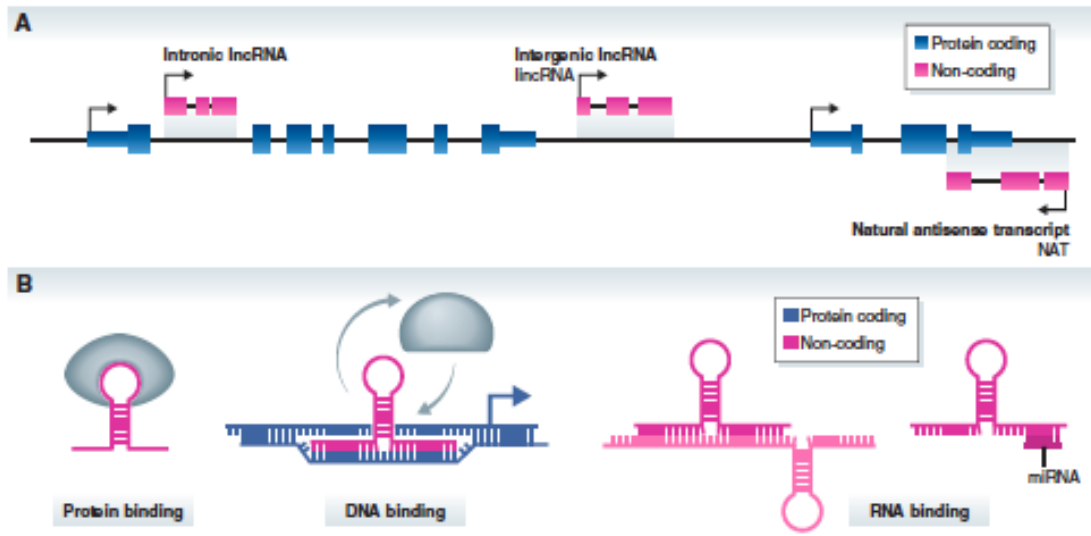 A
Intronic lncRNA
Intergenic lncRNA
lincRNA
Protein coding
Non-coding
Natural antisense transcript
NAT
B
Protein coding
Non-coding
miRNA
Protein binding
DNA binding
RNA binding